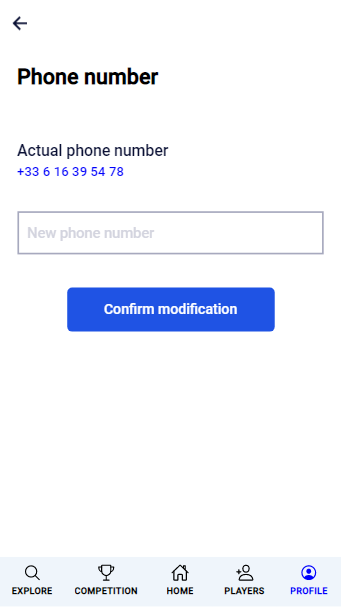 Phone number
Actual phone number
+33 6 16 39 54 78
New phone number
Confirm modification
EXPLORE COMPETITION HOME PLAYERS PROFILE